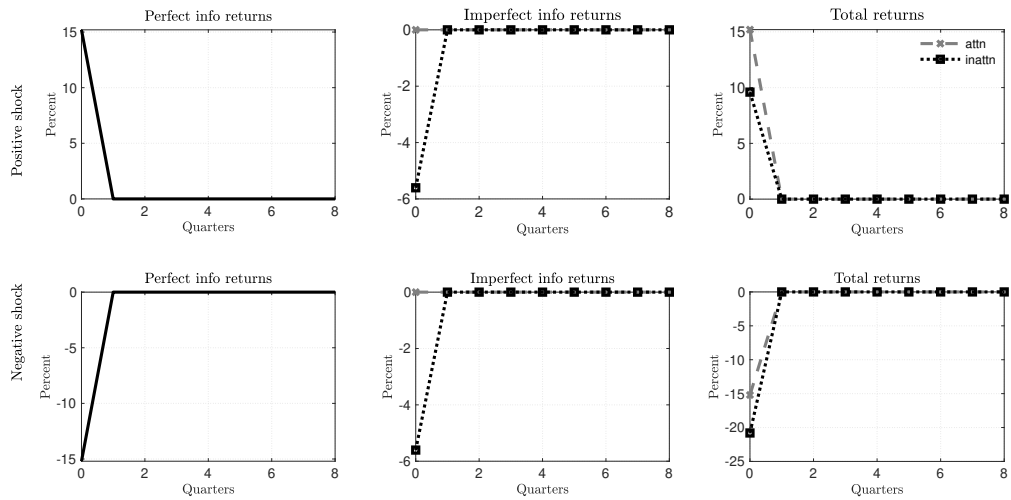 Perfect info returns
Imperfect info returns
Total returns
Positive shock
Percent
15
10
5
0
0 2 4 6 8
Quarters
Percent
0
-2
-4
-6
0 2 4 6 8
Quarters
Percent
15
10
5
0
0 2 4 6 8
Quarters
attn
inattn
Perfect info returns
Imperfect info returns
Total returns
Negative shock
Percent
0
-5
-10
-15
0 2 4 6 8
Quarters
Percent
0
-2
-4
-6
0 2 4 6 8
Quarters
Percent
0
-5
-10
-15
-20
-25
0 2 4 6 8
Quarters